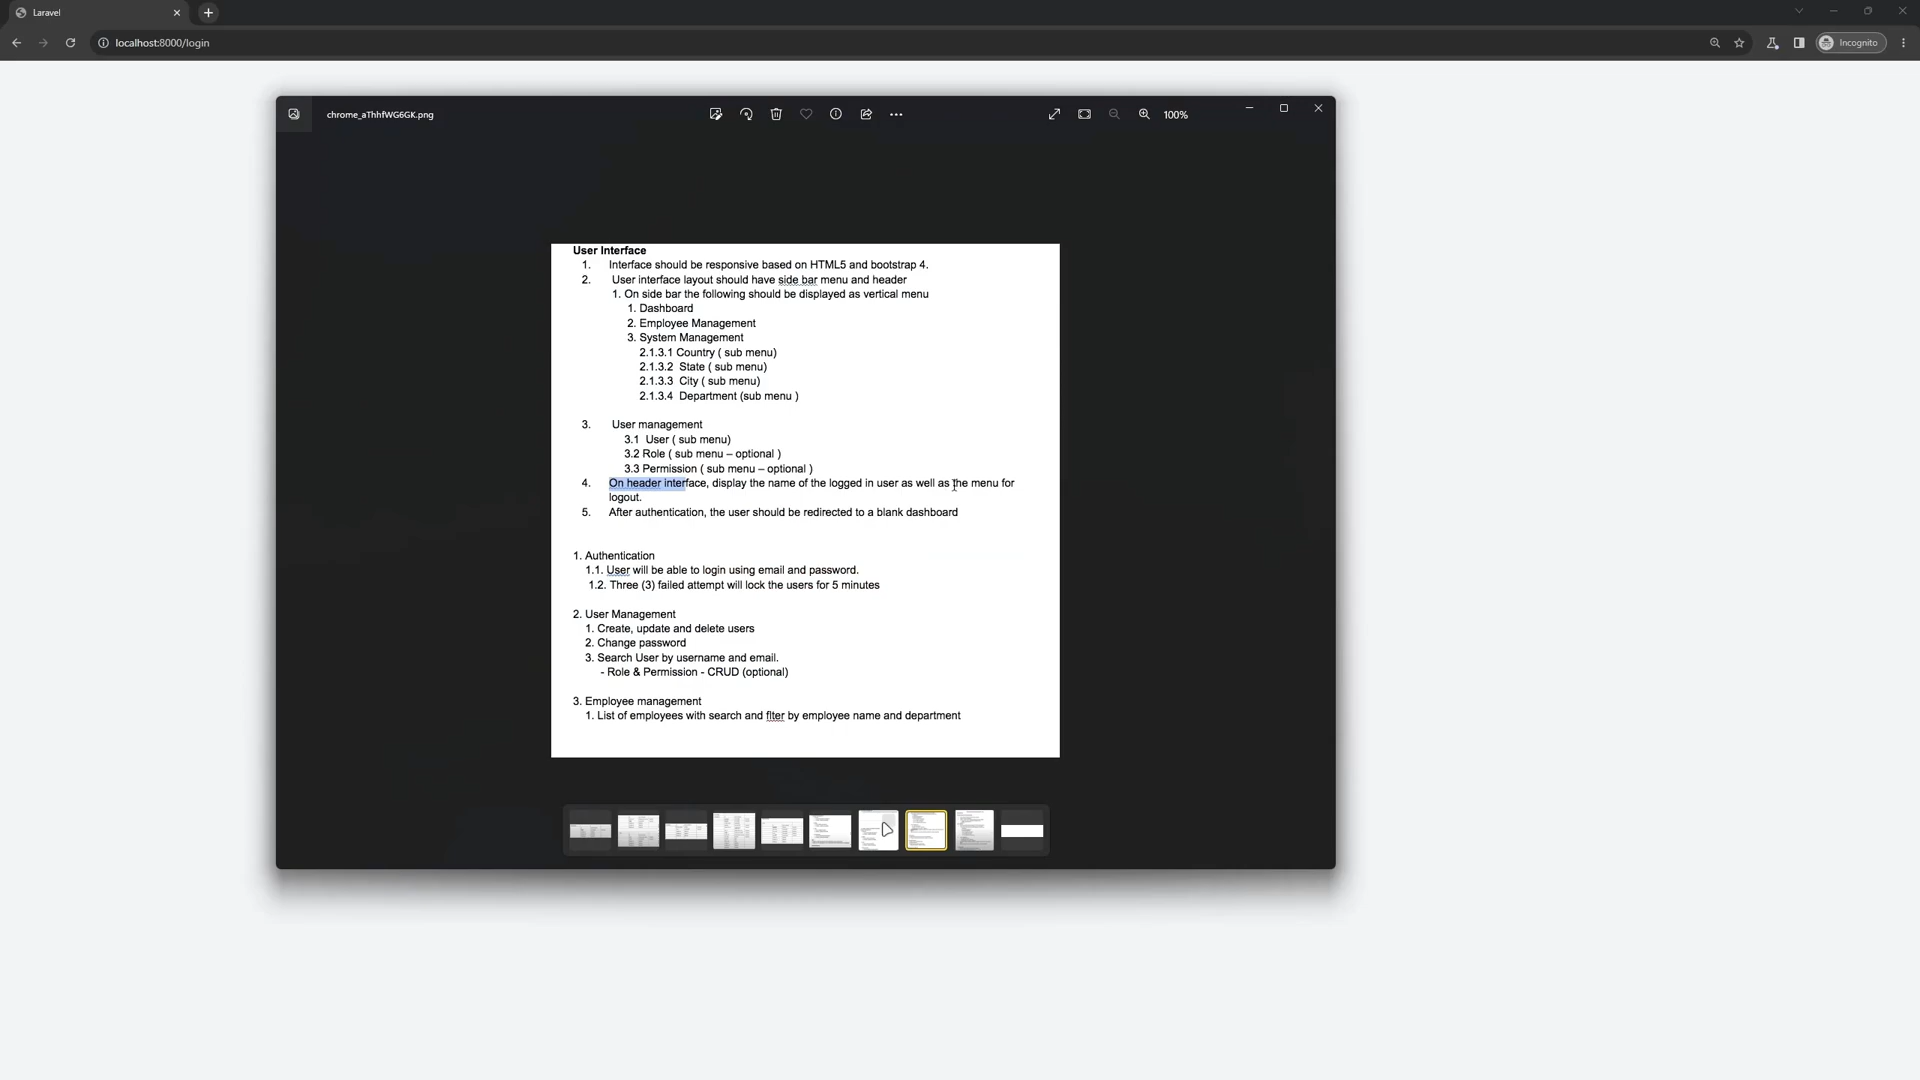 Laravel
localhost:8000/login
Incognito
chrome_aThhfWG6GK.png
100%
User Interface
1. Interface should be responsive based on HTML5 and bootstrap 4.
2. User interface layout should have side bar menu and header
1. On side bar the following should be displayed as vertical menu
1. Dashboard
2. Employee Management
3. System Management
2.1.3.1 Country ( sub menu)
2.1.3.2 State ( sub menu)
2.1.3.3 City ( sub menu)
2.1.3.4 Department (sub menu )
3. User management
3.1 User ( sub menu)
3.2 Role ( sub menu – optional )
3.3 Permission ( sub menu – optional )
4. On header interface, display the name of the logged in user as well as the menu for
logout.
5. After authentication, the user should be redirected to a blank dashboard
1. Authentication
1.1. User will be able to login using email and password.
1.2. Three (3) failed attempt will lock the users for 5 minutes
2. User Management
1. Create, update and delete users
2. Change password
3. Search User by username and email.
- Role & Permission - CRUD (optional)
3. Employee management
1. List of employees with search and flter by employee name and department